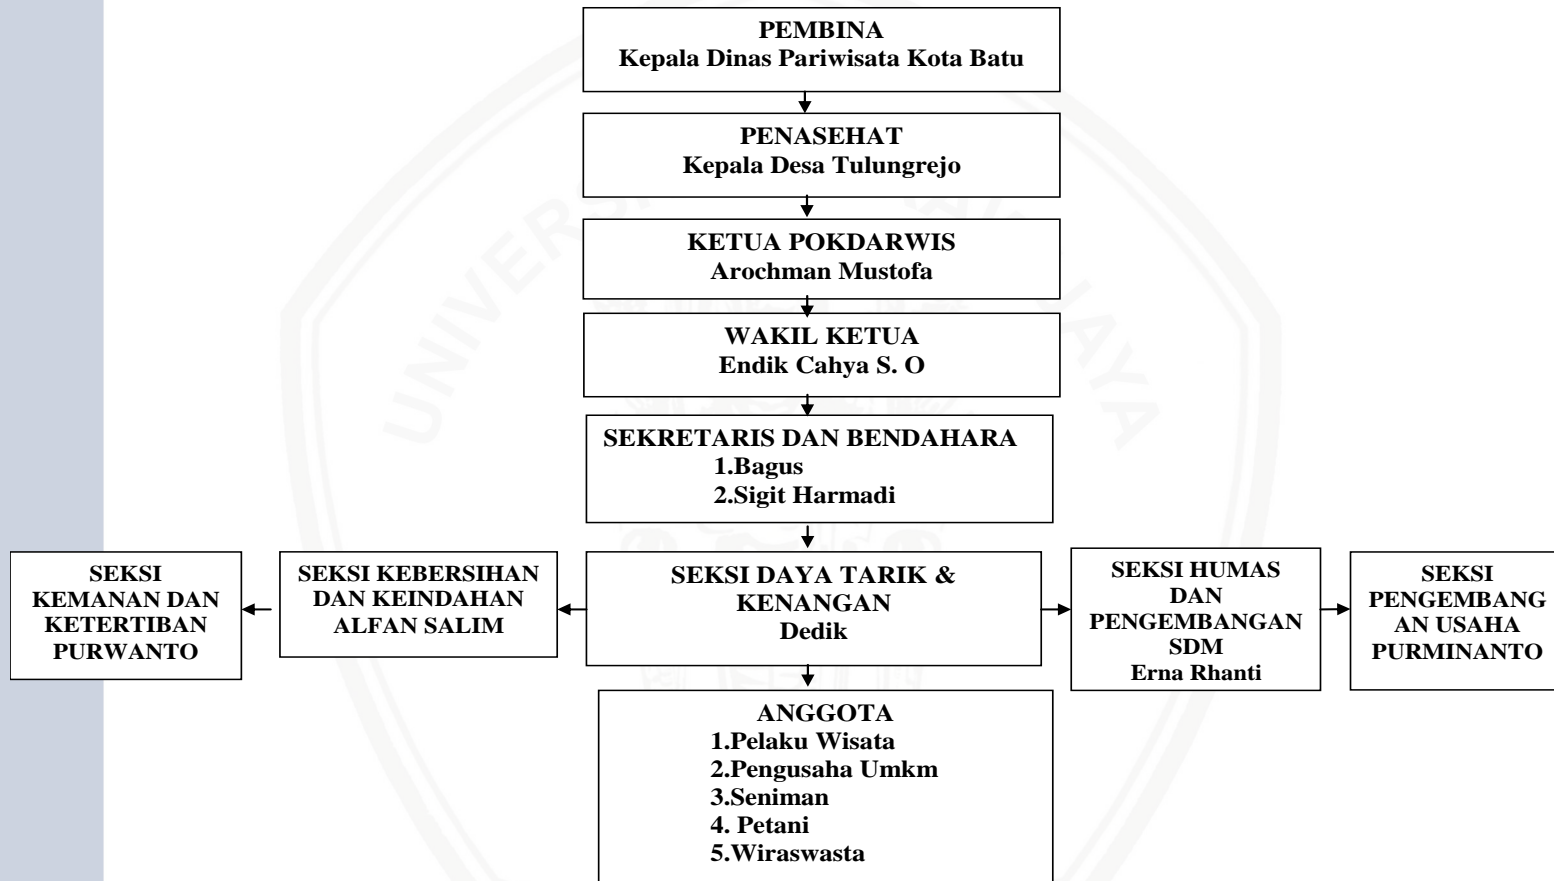 PEMBINA
Kepala Dinas Pariwisata Kota Batu
PENASEHAT
Kepala Desa Tulungrejo
KETUA POKDARWIS
Arochman Mustofa
WAKIL KETUA
Endik Cahya S. O
SEKRETARIS DAN BENDAHARA
1.Bagus
2.Sigit Harmadi
SEKSI
KEMANAN DAN
KETERTIBAN
PURWANTO
SEKSI KEBERSIHAN
DAN KEINDAHAN
ALFAN SALIM
SEKSI DAYA TARIK &
KENANGAN
Dedik
SEKSI HUMAS
DAN
PENGEMBANGAN
SDM
Erna Rhanti
SEKSI
PENGEMBANG
AN USAHA
PURMINANTO
ANGGOTA
1.Pelaku Wisata
2.Pengusaha Umkm
3.Seniman
4. Petani
5.Wiraswasta